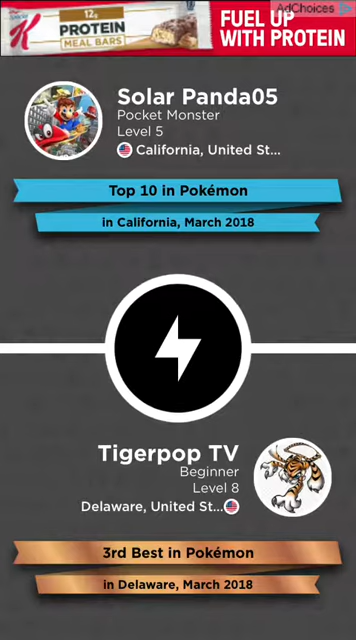 12g
PROTEIN
MEAL BARS
FUEL UP
WITH PROTEIN
AdChoices
Solar Panda05
Pocket Monster
Level 5
California, United St...
Top 10 in Pokémon
in California, March 2018
Tigerpop TV
Beginner
Level 8
Delaware, United St...
3rd Best in Pokémon
in Delaware, March 2018